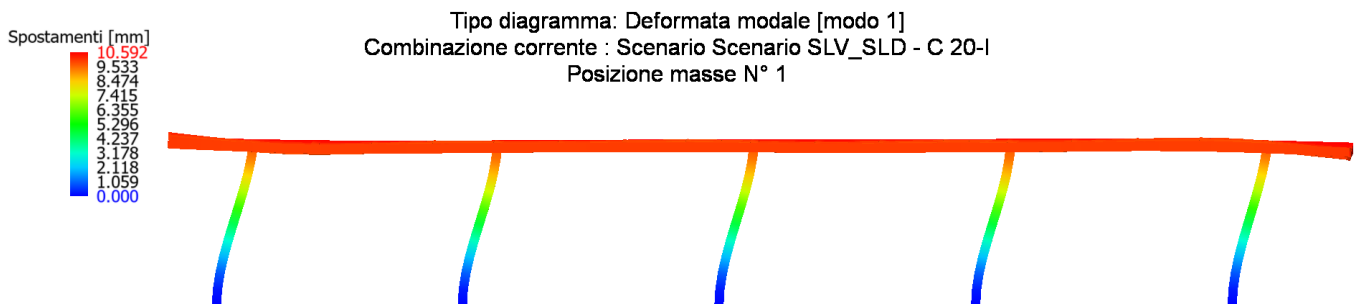 Tipo diagramma: Deformata modale [modo 1]
Combinazione corrente : Scenario Scenario SLV_SLD - C 20-I
Posizione masse N° 1
Spostamenti [mm]
10.592
9.533
8.474
7.415
6.355
5.296
4.237
3.178
2.118
1.059
0.000